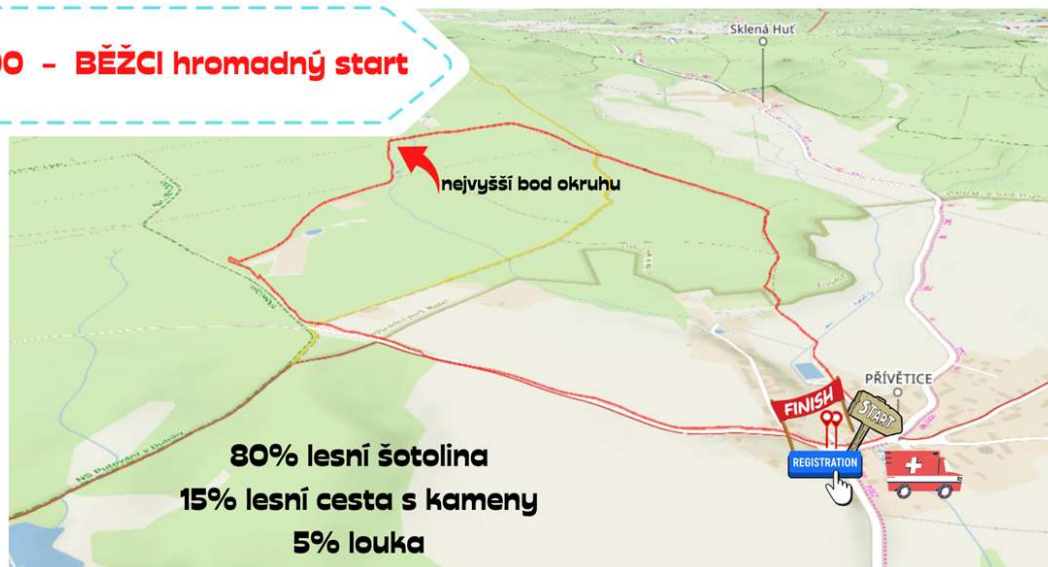 00 - BĚŽCI hromadný start
Sklená Huť
nejvyšší bod okruhu
PŘÍVĚTICE
FINISH
START
REGISTRATION
80% lesní šotolina
15% lesní cesta s kameny
5% louka